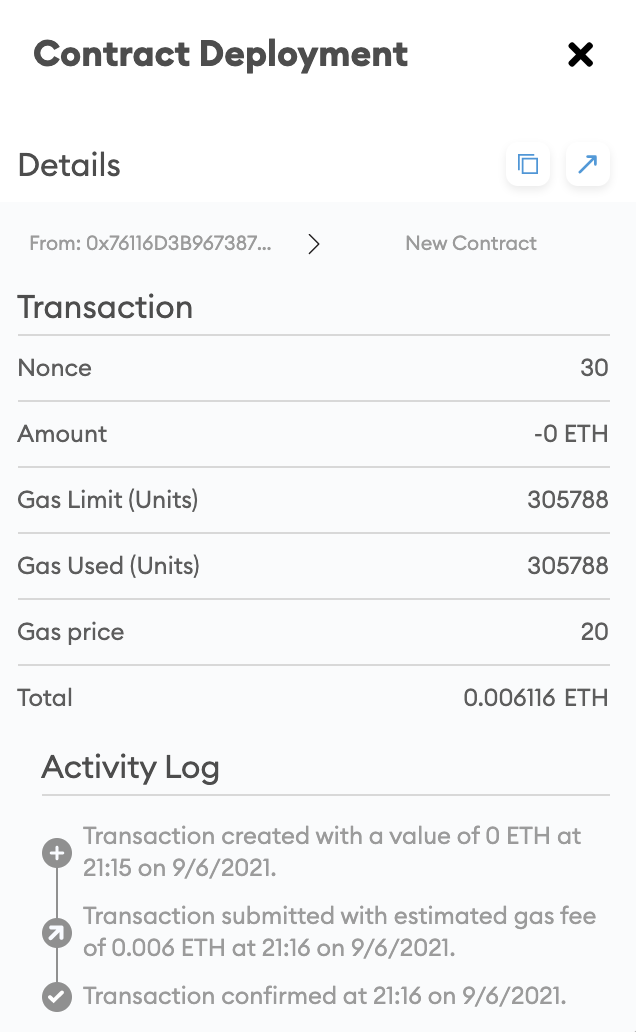 Contract Deployment
Details
From: 0x76116D3B967387...
New Contract
Transaction
Nonce 30
Amount -0 ETH
Gas Limit (Units) 305788
Gas Used (Units) 305788
Gas price 20
Total 0.006116 ETH
Activity Log
Transaction created with a value of 0 ETH at
21:15 on 9/6/2021.
Transaction submitted with estimated gas fee
of 0.006 ETH at 21:16 on 9/6/2021.
Transaction confirmed at 21:16 on 9/6/2021.